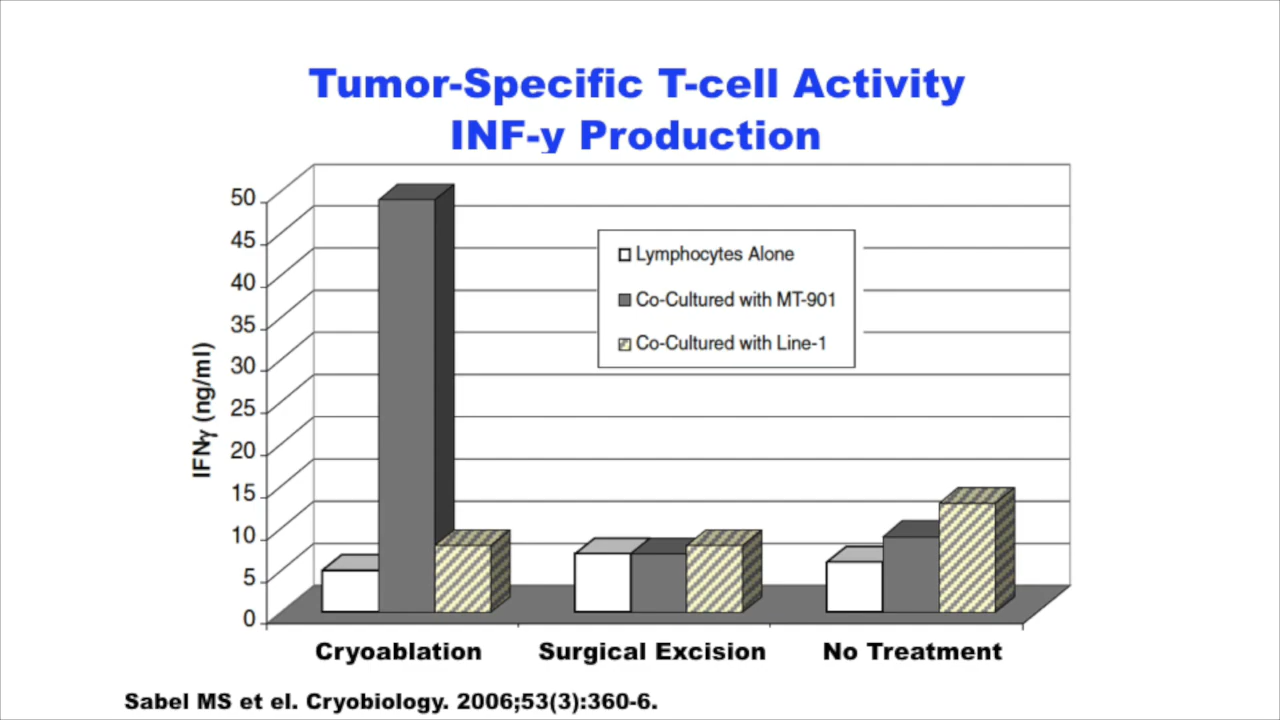 Tumor-Specific T-cell Activity
INF-y Production
50
45
40
35
30
25
20
15
10
5
0
IFNγ (ng/ml)
Lymphocytes Alone
Co-Cultured with MT-901
Co-Cultured with Line-1
Cryoablation
Surgical Excision
No Treatment
Sabel MS et el. Cryobiology. 2006;53(3):360-6.